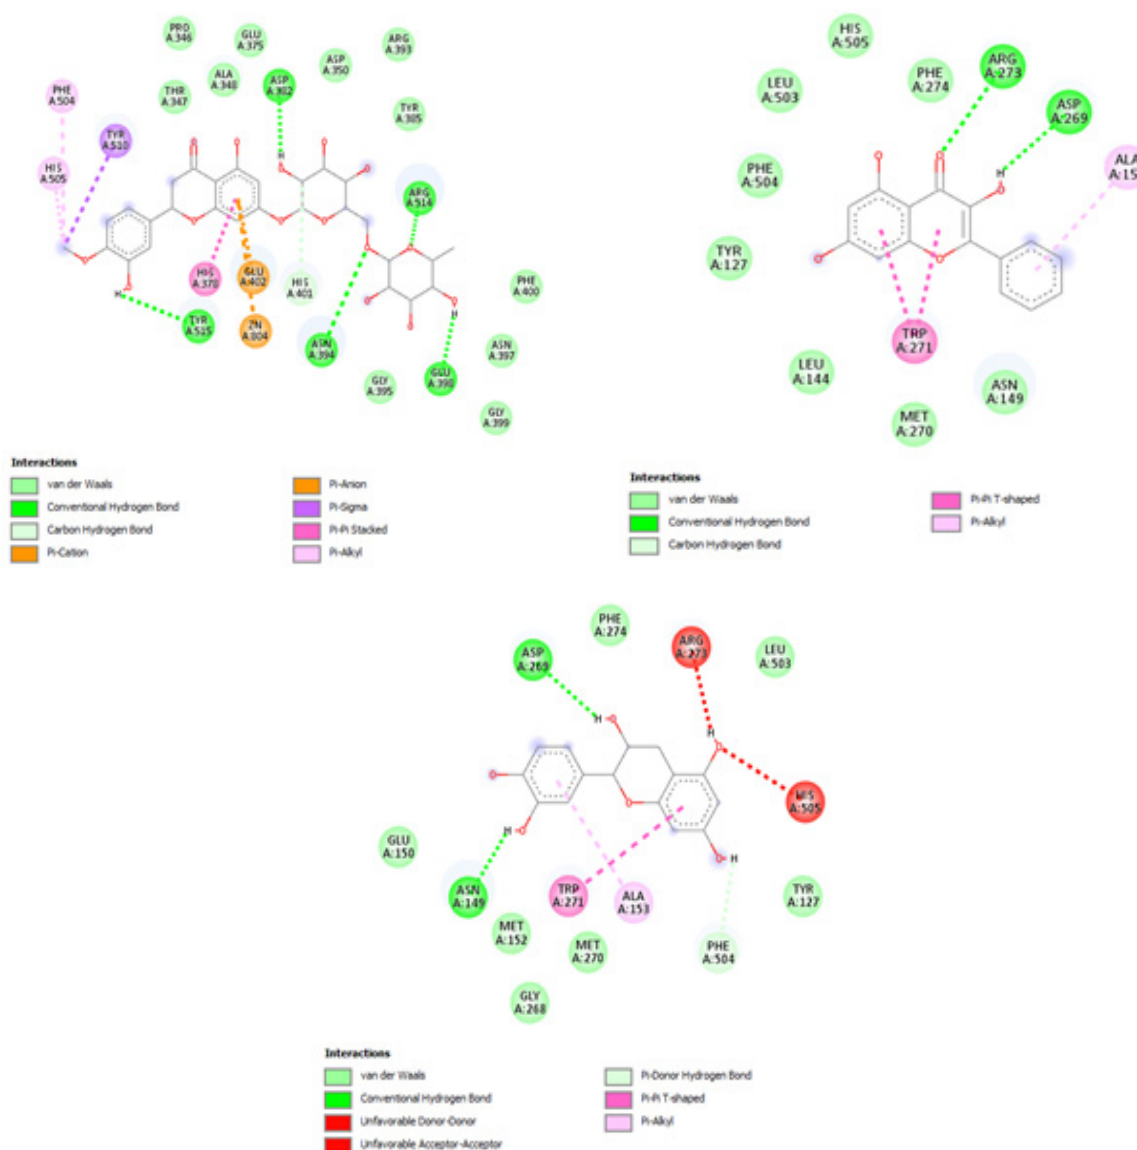 PRO
A:346
GLU
A:375
ARG
A:393
ALA
A:348
ASP
A:382
ASP
A:350
PHE
A:504
THR
A:347
TYR
A:385
TYR
A:510
HIS
A:505
ARG
A:514
HIS
A:378
GLU
A:402
HIS
A:401
PHE
A:400
TYR
A:515
ZN
A:804
ASN
A:394
ASN
A:397
GLY
A:395
GLU
A:398
GLY
A:399
O
H
Interactions
van der Waals
Conventional Hydrogen Bond
Carbon Hydrogen Bond
Pi-Cation
Pi-Anion
Pi-Sigma
Pi-Pi Stacked
Pi-Alkyl
HIS
A:505
ARG
A:273
LEU
A:503
PHE
A:274
ASP
A:269
ALA
A:15
PHE
A:504
TYR
A:127
TRP
A:271
LEU
A:144
ASN
A:149
MET
A:270
O
H
Interactions
van der Waals
Conventional Hydrogen Bond
Carbon Hydrogen Bond
Pi-Pi T-shaped
Pi-Alkyl
PHE
A:274
ARG
A:273
ASP
A:269
LEU
A:503
HIS
A:505
GLU
A:150
ASN
A:149
TRP
A:271
ALA
A:153
TYR
A:127
MET
A:152
MET
A:270
PHE
A:504
GLY
A:268
O
H
Interactions
van der Waals
Conventional Hydrogen Bond
Unfavorable Donor-Donor
Unfavorable Acceptor-Acceptor
Pi-Donor Hydrogen Bond
Pi-Pi T-shaped
Pi-Alkyl